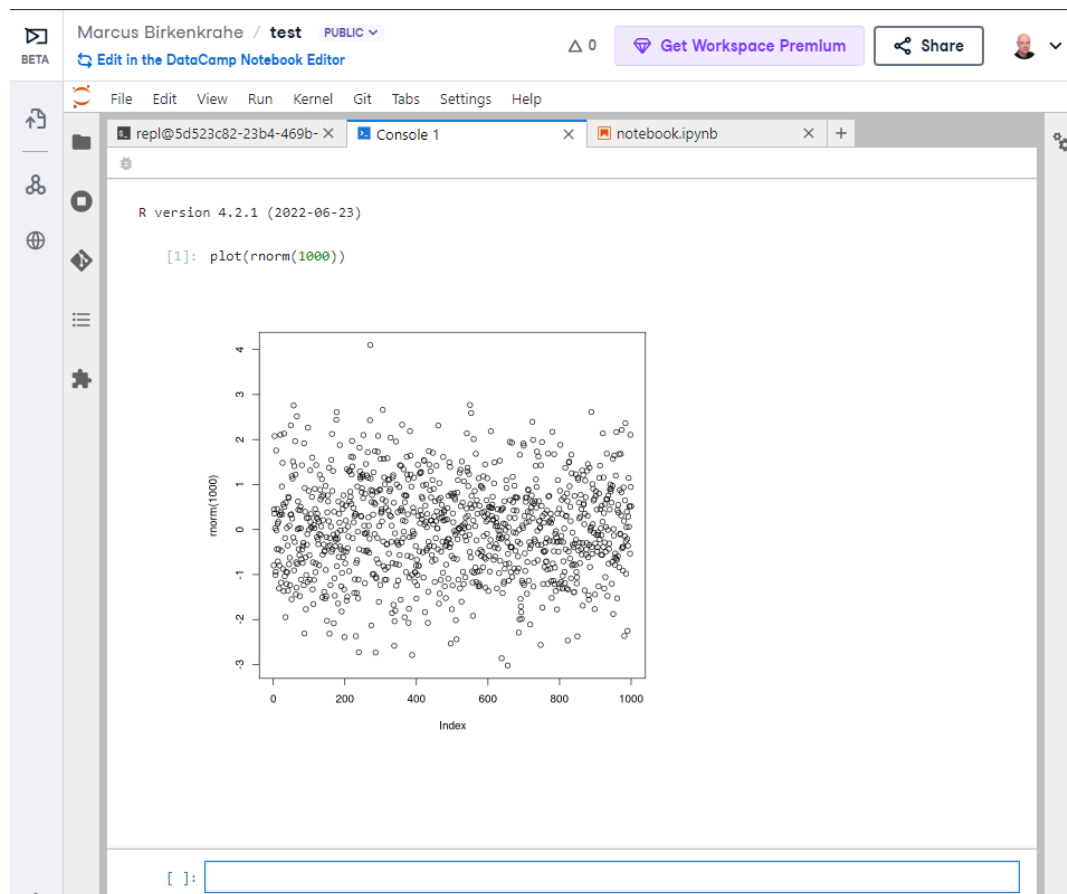 Marcus Birkenkrahe / test PUBLIC
BETA
Edit in the DataCamp Notebook Editor
0
Get Workspace Premium
Share
File Edit View Run Kernel Git Tabs Settings Help
repl@5d523c82-23b4-469b-
Console 1
notebook.ipynb
R version 4.2.1 (2022-06-23)
[1]: plot(rnorm(1000))
4
3
2
1
0
-1
-2
-3
rnorm(1000)
0 200 400 600 800 1000
Index
[ ]: